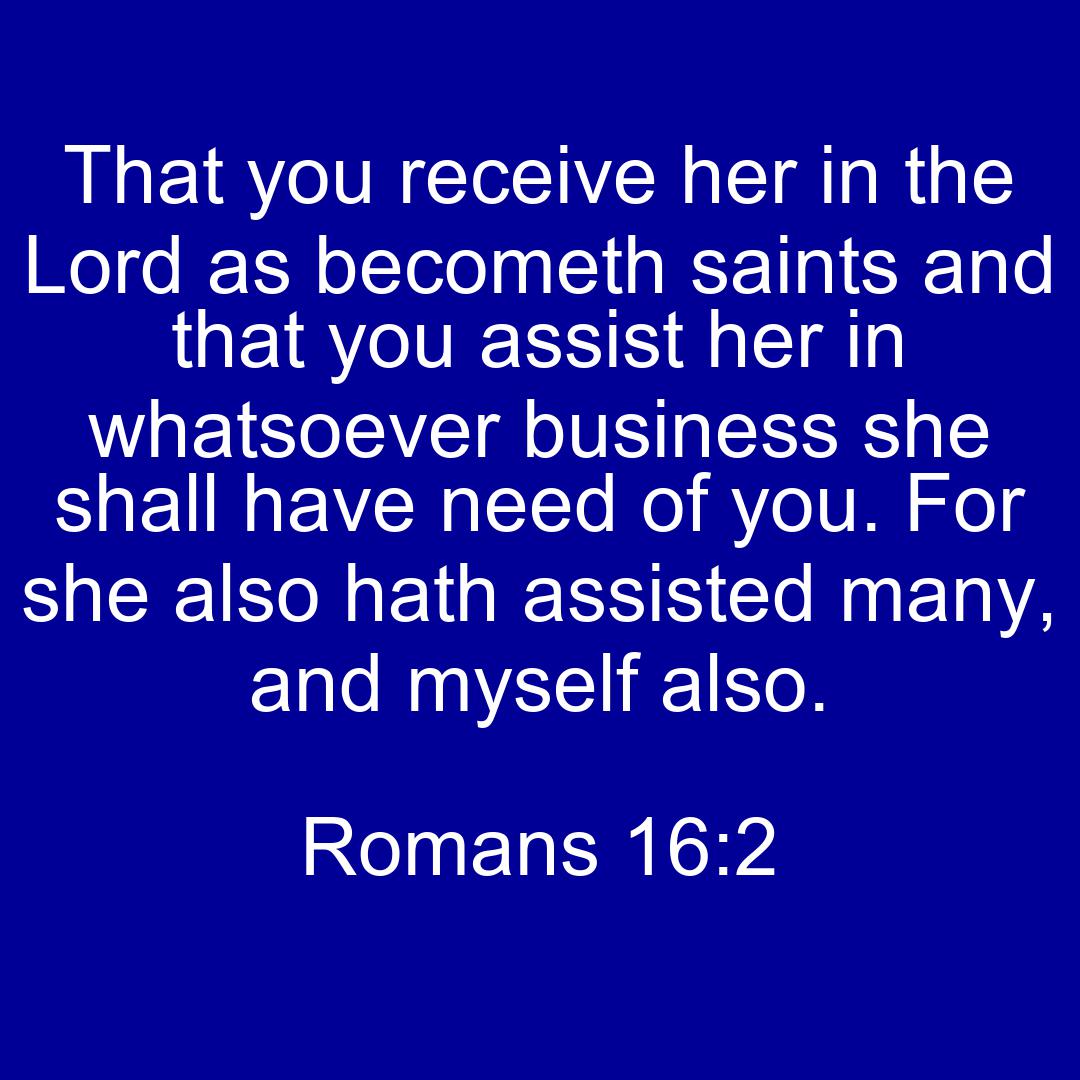 That you receive her in the
Lord as becometh saints and
that you assist her in
whatsoever business she
shall have need of you. For
she also hath assisted many,
and myself also.
Romans 16:2